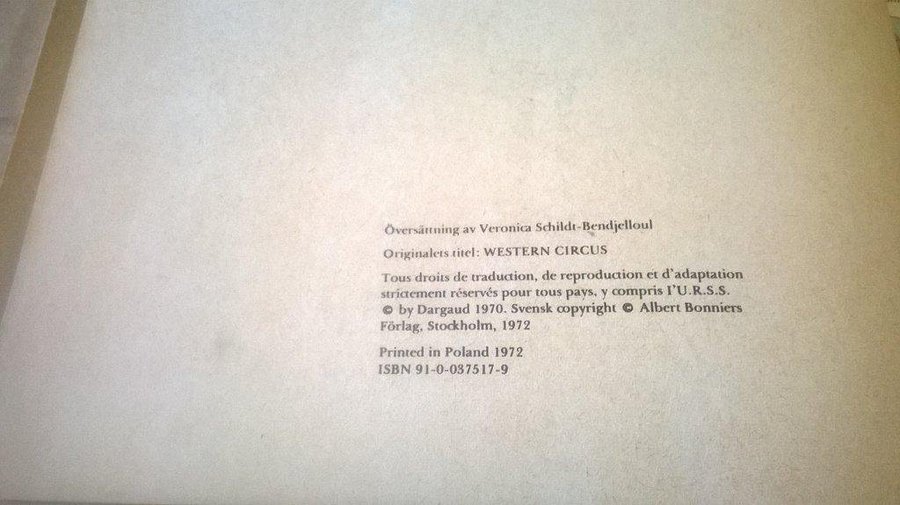 Översättning av Veronica Schildt-Bendjelloul
Originalets titel: WESTERN CIRCUS
Tous droits de traduction, de reproduction et d'adaptation
strictement réservés pour tous pays, y compris I'U.R.S.S.
© by Dargaud 1970. Svensk copyright © Albert Bonniers
Förlag, Stockholm, 1972
Printed in Poland 1972
ISBN 91-0-037517-9